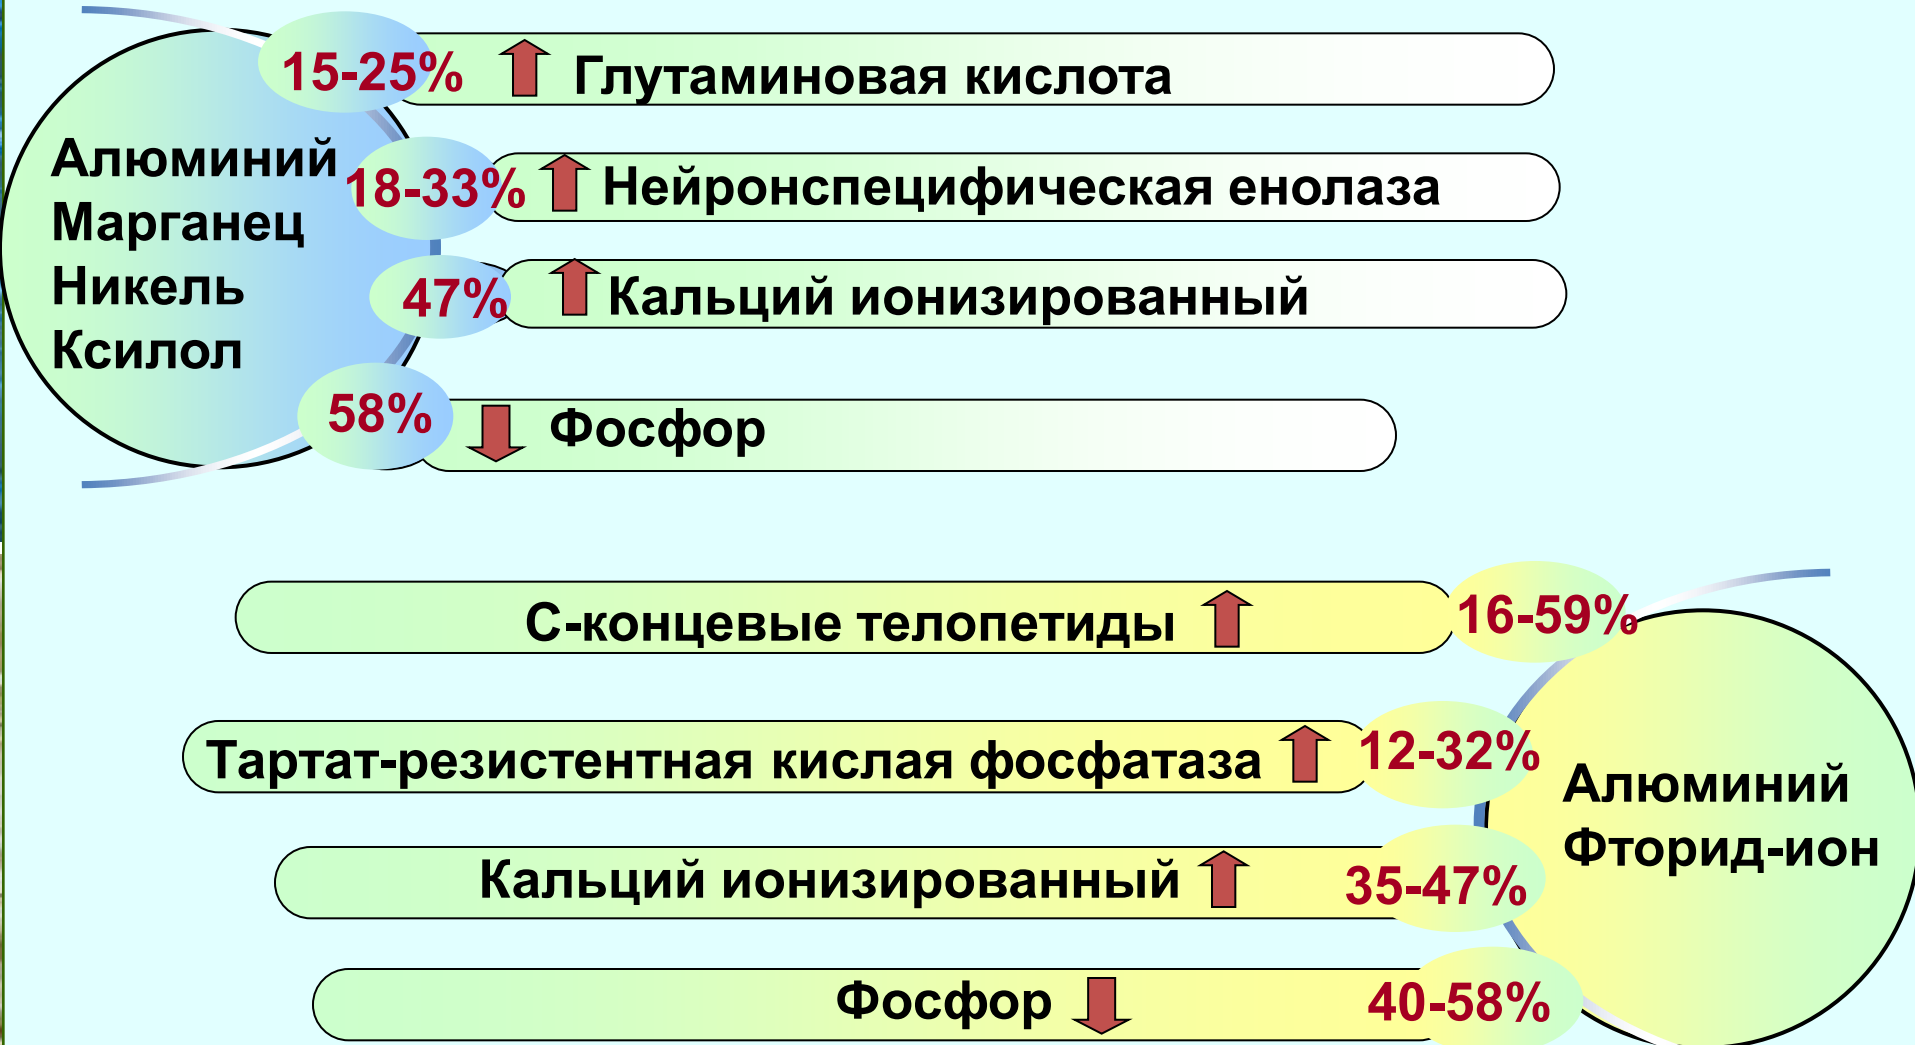 15-25% Глутаминовая кислота
Алюминий
Марганец
Никель
Ксилол
18-33% Нейронспецифическая енолаза
47% Кальций ионизированный
58% Фосфор
С-концевые телопетиды 16-59%
Тартат-резистентная кислая фосфатаза 12-32%
Кальций ионизированный 35-47%
Фосфор 40-58%
Алюминий
Фторид-ион